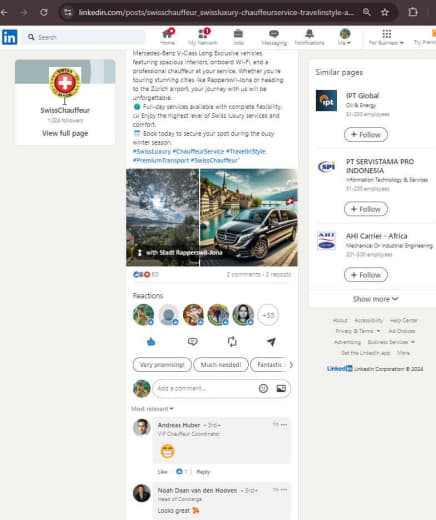 linkedin.com/posts/swisschauffeur_swissluxury-chauffeurservice-travelinstyle-a...
in
Search
Home
My Network
Jobs
Messaging
Notifications
Me
For Business
Try Premi
SwissChauffeur
View full page
Mercedes-Benz V-Class Long Exclusive vehicles,
featuring spacious interiors, onboard Wi-Fi, and a
professional chauffeur at your service. Whether you're
touring stunning cities like Rapperswil-Jona or heading
to the Zürich airport, your journey with us will be
unforgettable.
Full-day services available with complete flexibility.
Enjoy the highest level of Swiss luxury services and
comfort.
Book today to secure your spot during the busy
winter season.
#SwissLuxury #ChauffeurService #TravelInStyle
#PremiumTransport #SwissChauffeur"
with Stadt Rapperswil-Jona
60
2 comments · 2 reposts
Reactions
+55
Very promising!
Much needed!
Fantastic
Add a comment...
Most relevant
Andreas Huber • 3rd+
1h
VIP Chauffeur Coordinator
Like
1
Reply
Noah Daan van den Hooven • 3rd+
1h
Head of Concierge
Looks great
Similar pages
ipt
IPT Global
Oil & Energy
51-200 employees
+ Follow
SPI
PT SERVISTAMA PRO
INDONESIA
Information Technology & Services
51-200 employees
+ Follow
AHI
AHI Carrier - Africa
Mechanical Or Industrial Engineering
201-500 employees
+ Follow
Show more
About
Accessibility
Help Center
Privacy & Terms
Ad Choices
Advertising
Business Services
Get the LinkedIn app
More
LinkedIn LinkedIn Corporation © 2024